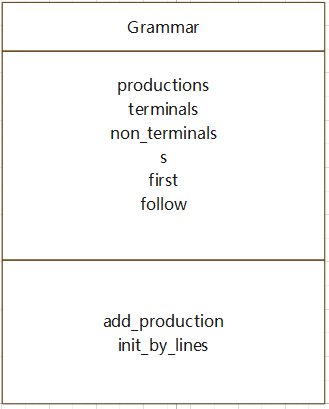 Grammar
productions
terminals
non_terminals
s
first
follow
add_production
init_by_lines